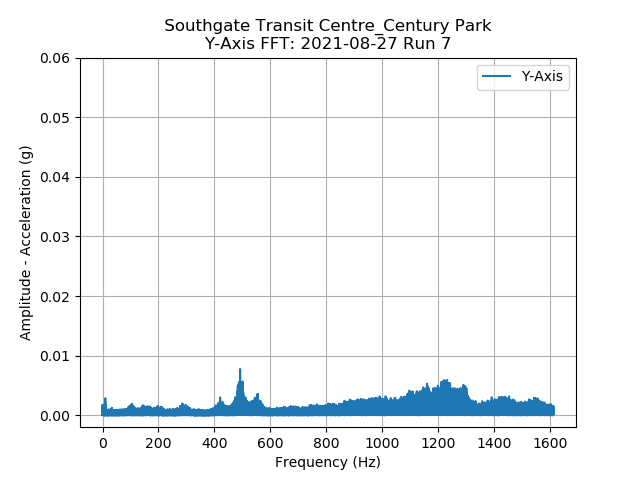 Southgate Transit Centre_Century Park
Y-Axis FFT: 2021-08-27 Run 7
Y-Axis
0.06
0.05
0.04
0.03
0.02
0.01
0.00
Amplitude - Acceleration (g)
0 200 400 600 800 1000 1200 1400 1600
Frequency (Hz)